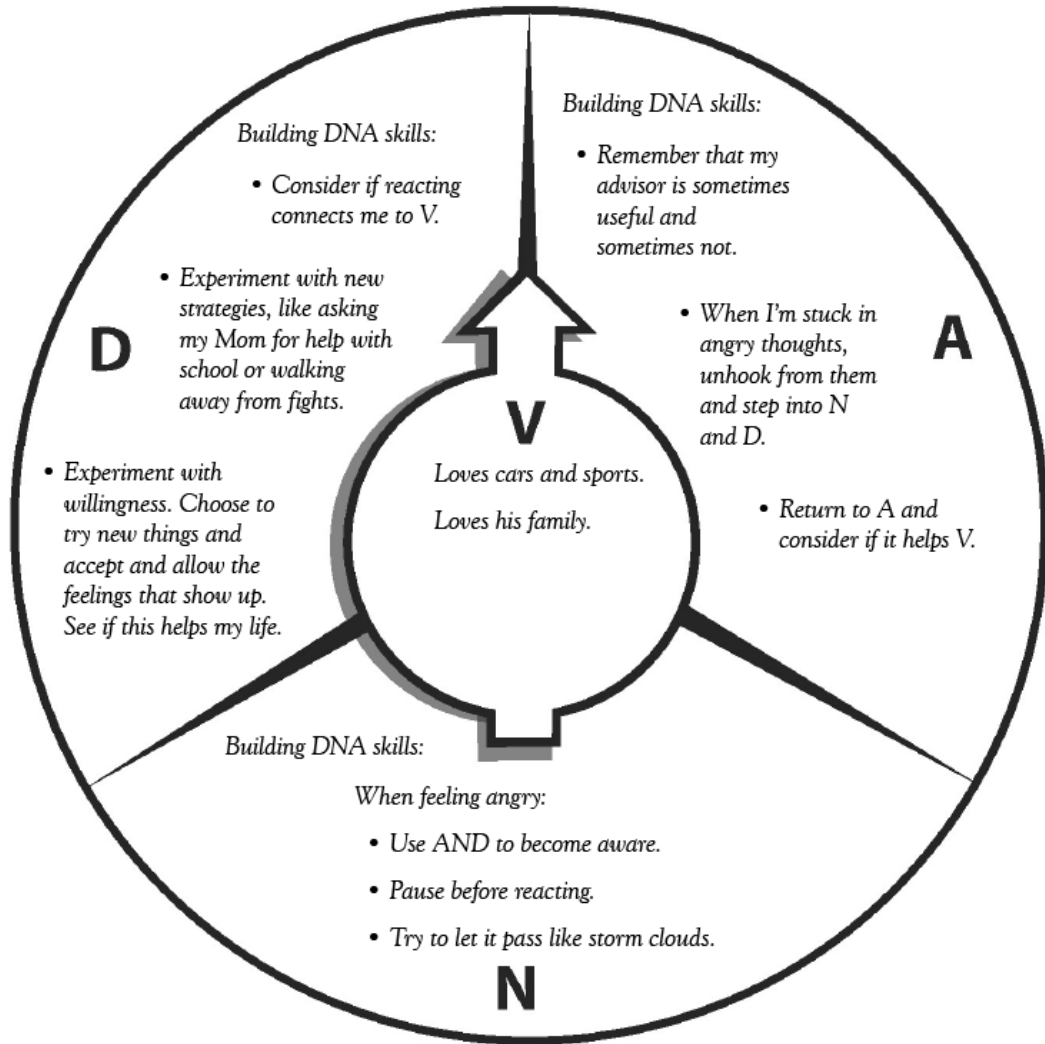 Building DNA skills:
• Consider if reacting
connects me to V.
• Experiment with new
strategies, like asking
my Mom for help with
school or walking
away from fights.
D
• Experiment with
willingness. Choose to
try new things and
accept and allow the
feelings that show up.
See if this helps my life.
Building DNA skills:
• Remember that my
advisor is sometimes
useful and
sometimes not.
• When I'm stuck in
angry thoughts,
unhook from them
and step into N
and D.
A
• Return to A and
consider if it helps V.
V
Loves cars and sports.
Loves his family.
Building DNA skills:
When feeling angry:
• Use AND to become aware.
• Pause before reacting.
• Try to let it pass like storm clouds.
N